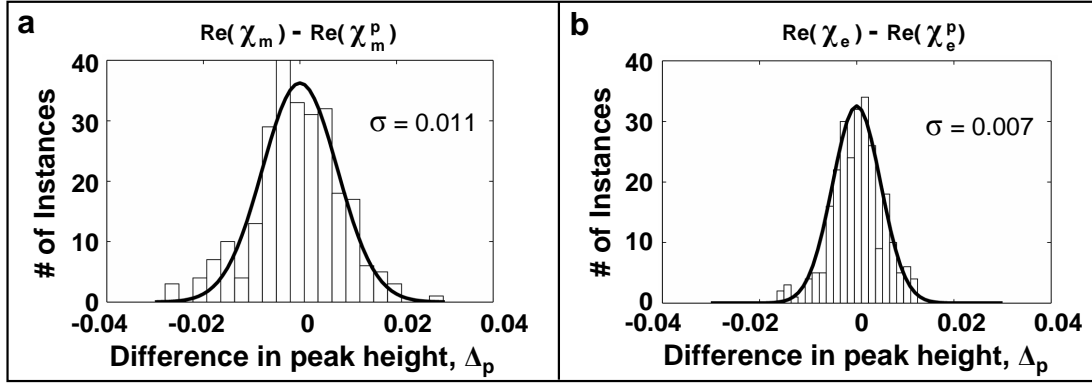 a
Re(χm) - Re(χm^p)
40
30
20
10
0
# of Instances
σ = 0.011
-0.04 -0.02 0 0.02 0.04
Difference in peak height, Δp
b
Re(χe) - Re(χe^p)
40
30
20
10
0
# of Instances
σ = 0.007
-0.04 -0.02 0 0.02 0.04
Difference in peak height, Δp